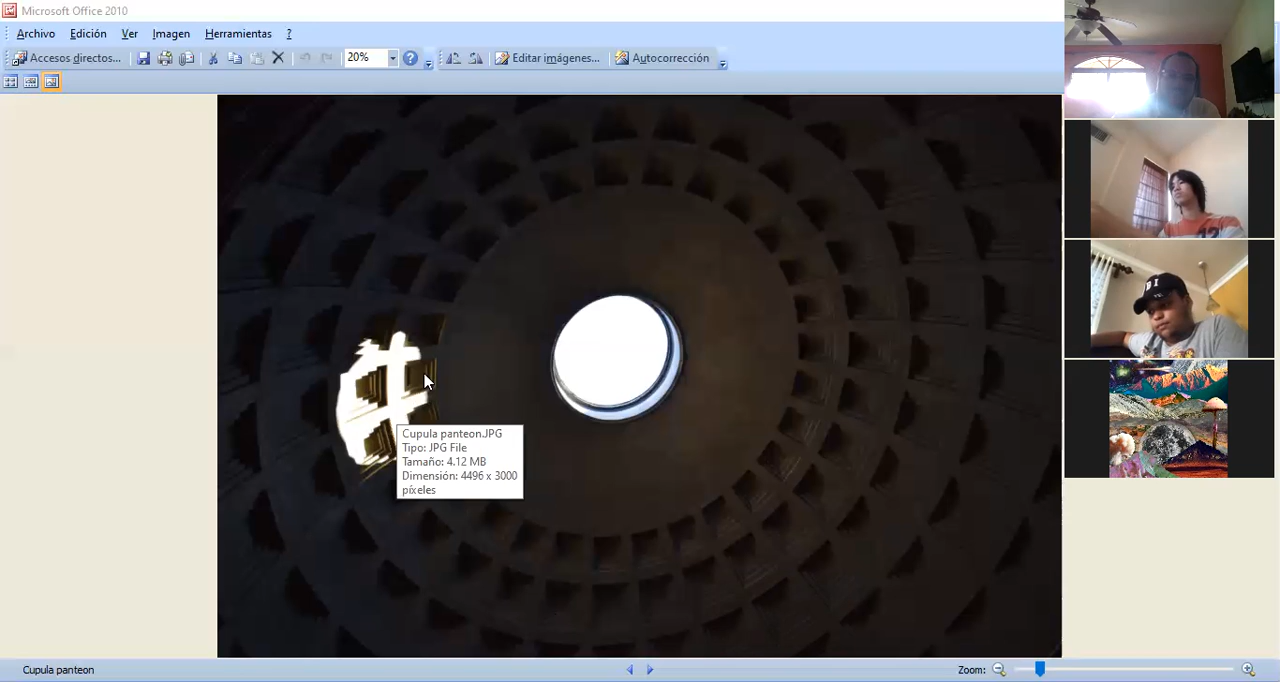 Microsoft Office 2010
Archivo Edición Ver Imagen Herramientas ?
Accesos directos... 20% Editar imágenes... Autocorrección
Cupula panteon.JPG
Tipo: JPG File
Tamaño: 4.12 MB
Dimensión: 4496 x 3000
píxeles
12
Cupula panteon Zoom: